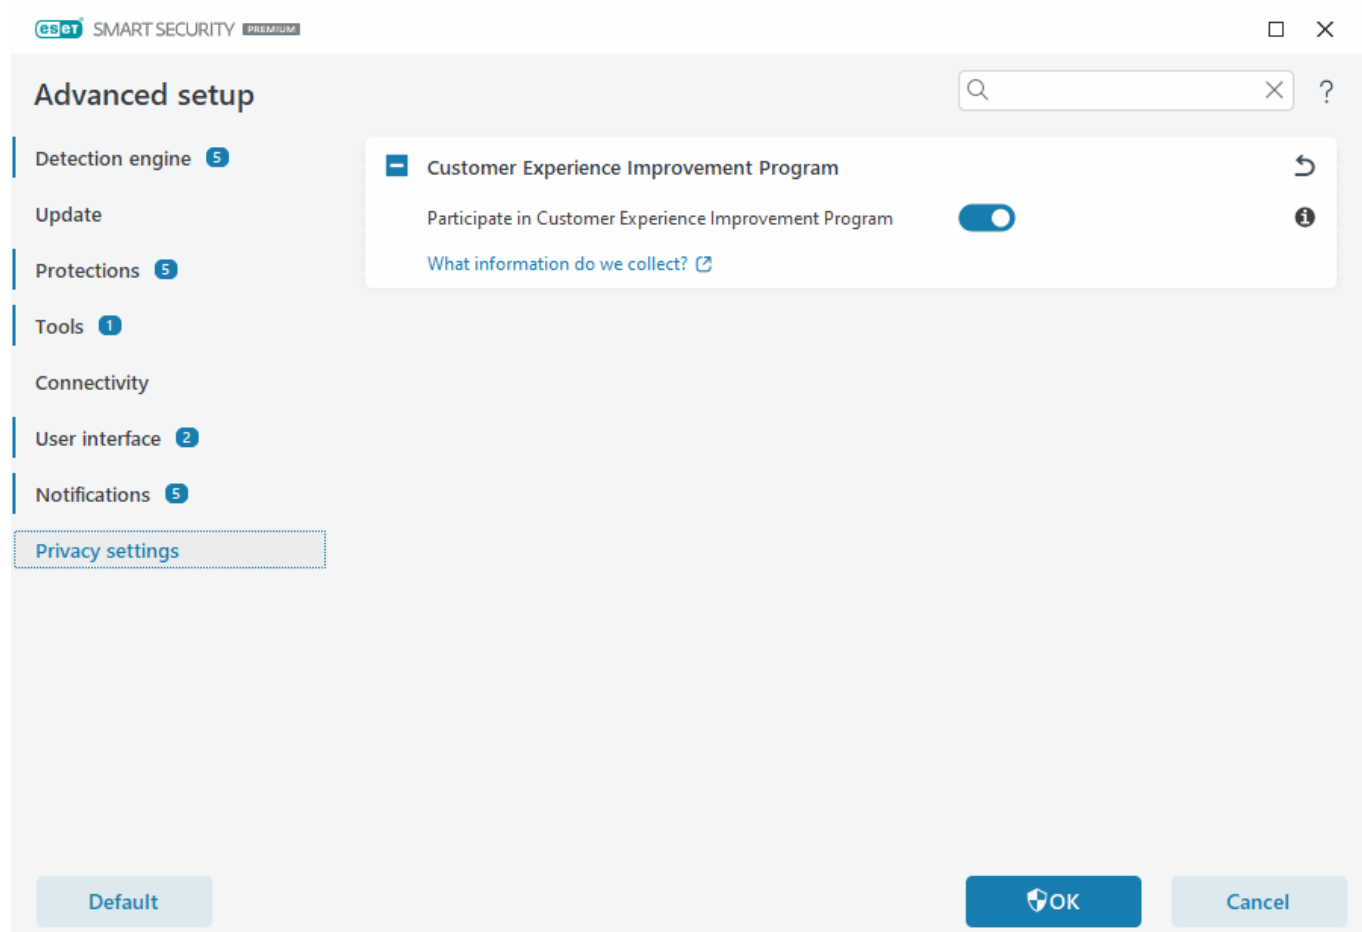 eseT SMART SECURITY PREMIUM
Advanced setup
?
Detection engine 5
Update
Protections 5
Tools 1
Connectivity
User interface 2
Notifications 5
Privacy settings
Customer Experience Improvement Program
Participate in Customer Experience Improvement Program
What information do we collect?
Default
OK
Cancel